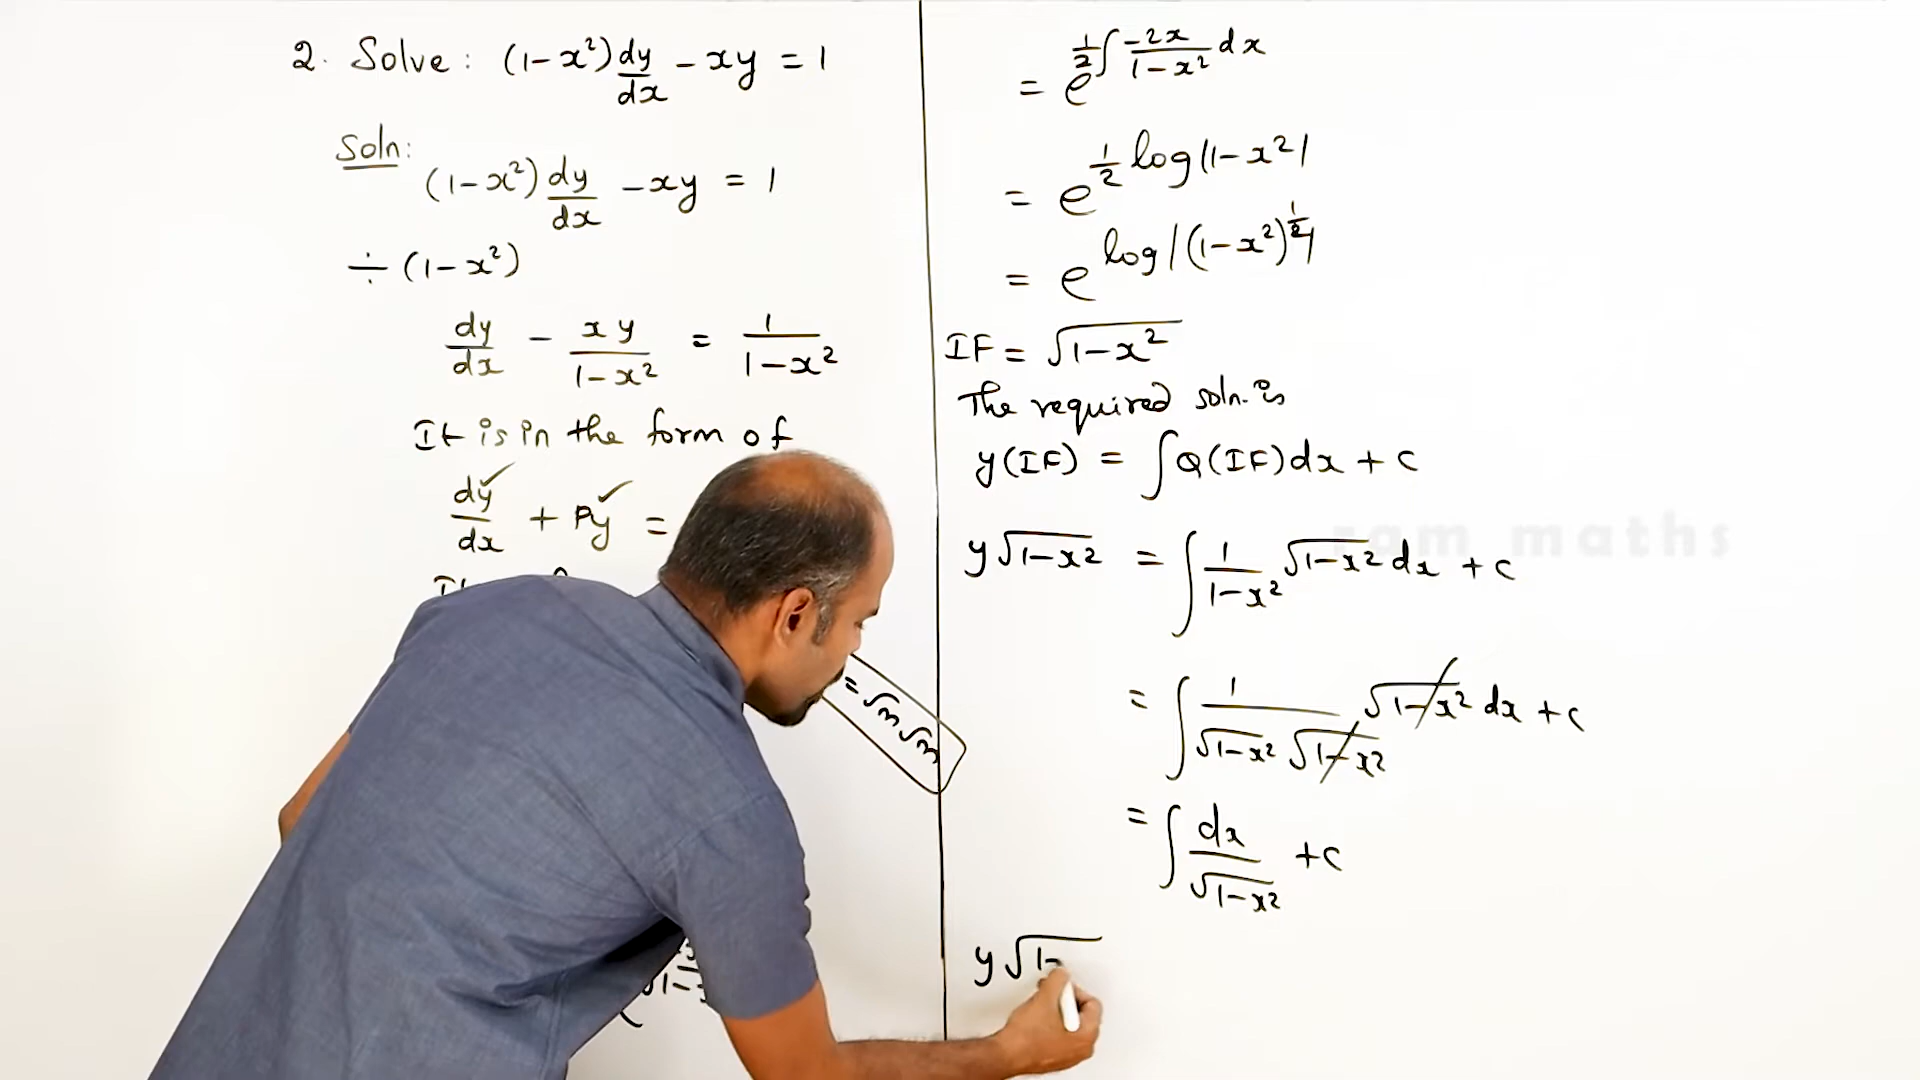 2. Solve: (1-x²) dy/dx - xy = 1
Soln:
(1-x²) dy/dx - xy = 1
÷ (1-x²)
dy/dx - xy/1-x² = 1/1-x²
It is in the form of
dy/dx + Py =
= √m √m
= e^½∫ -2x/1-x² dx
= e^½ log|1-x²|
= e^log|(1-x²)^½|
IF = √1-x²
The required soln. is
y(IF) = ∫Q(IF)dx + c
y√1-x² = ∫ 1/1-x² √1-x² dx + c
= ∫ 1/√1-x² √1-x² √1-x² dx + c
= ∫ dx/√1-x² + c
y√1-
ram maths